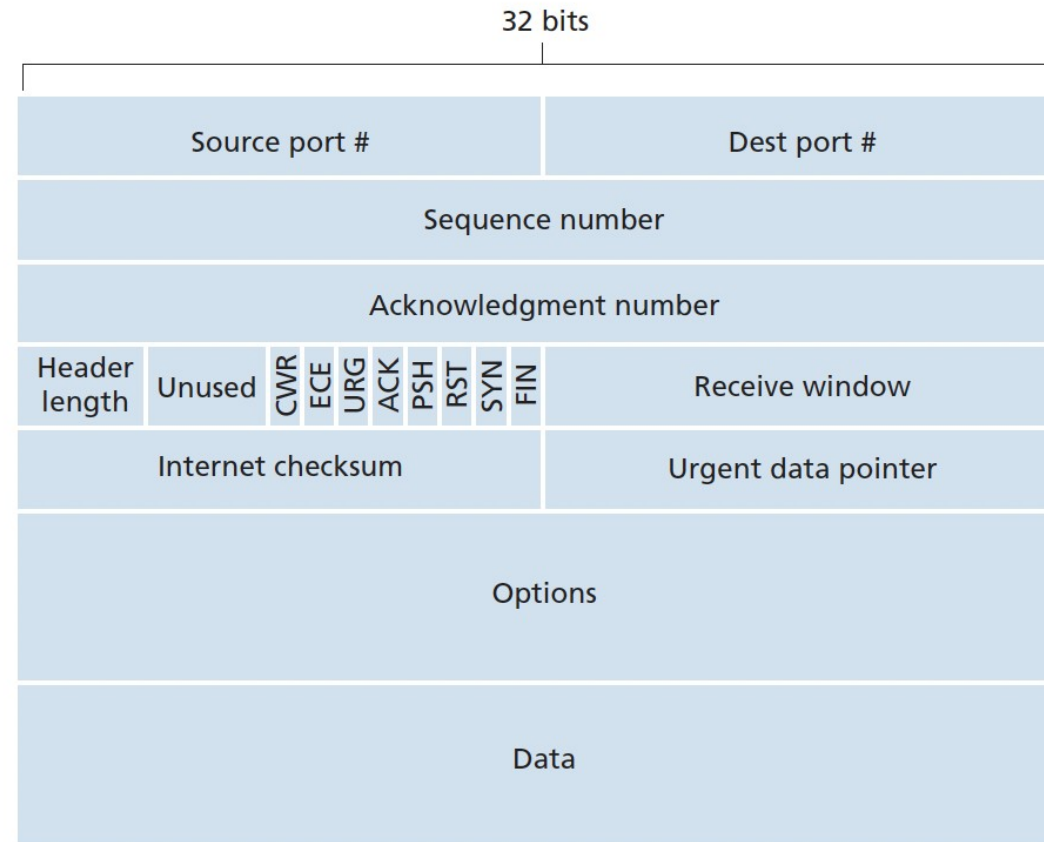 32 bits
Source port #
Dest port #
Sequence number
Acknowledgment number
Header
length
Unused
CWR
ECE
URG
ACK
PSH
RST
SYN
FIN
Receive window
Internet checksum
Urgent data pointer
Options
Data